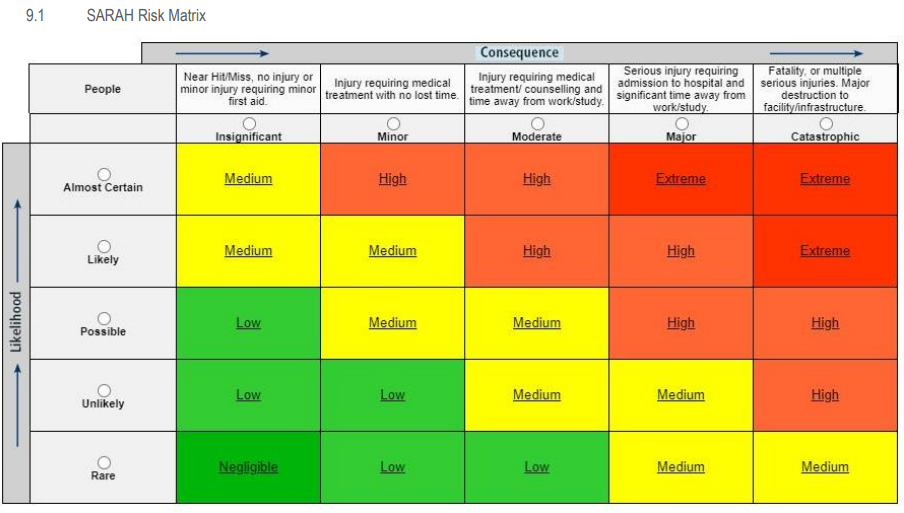 9.1 SARAH Risk Matrix
Consequence
People
Near Hit/Miss, no injury or
minor injury requiring minor
first aid.
Injury requiring medical
treatment with no lost time.
Injury requiring medical
treatment/ counselling and
time away from work/study.
Serious injury requiring
admission to hospital and
significant time away from
work/study.
Fatality, or multiple
serious injuries. Major
destruction to
facility/infrastructure.
Insignificant
Minor
Moderate
Major
Catastrophic
Likelihood
Almost Certain
Medium
High
High
Extreme
Extreme
Likely
Medium
Medium
High
High
Extreme
Possible
Low
Medium
Medium
High
High
Unlikely
Low
Low
Medium
Medium
High
Rare
Negligible
Low
Low
Medium
Medium